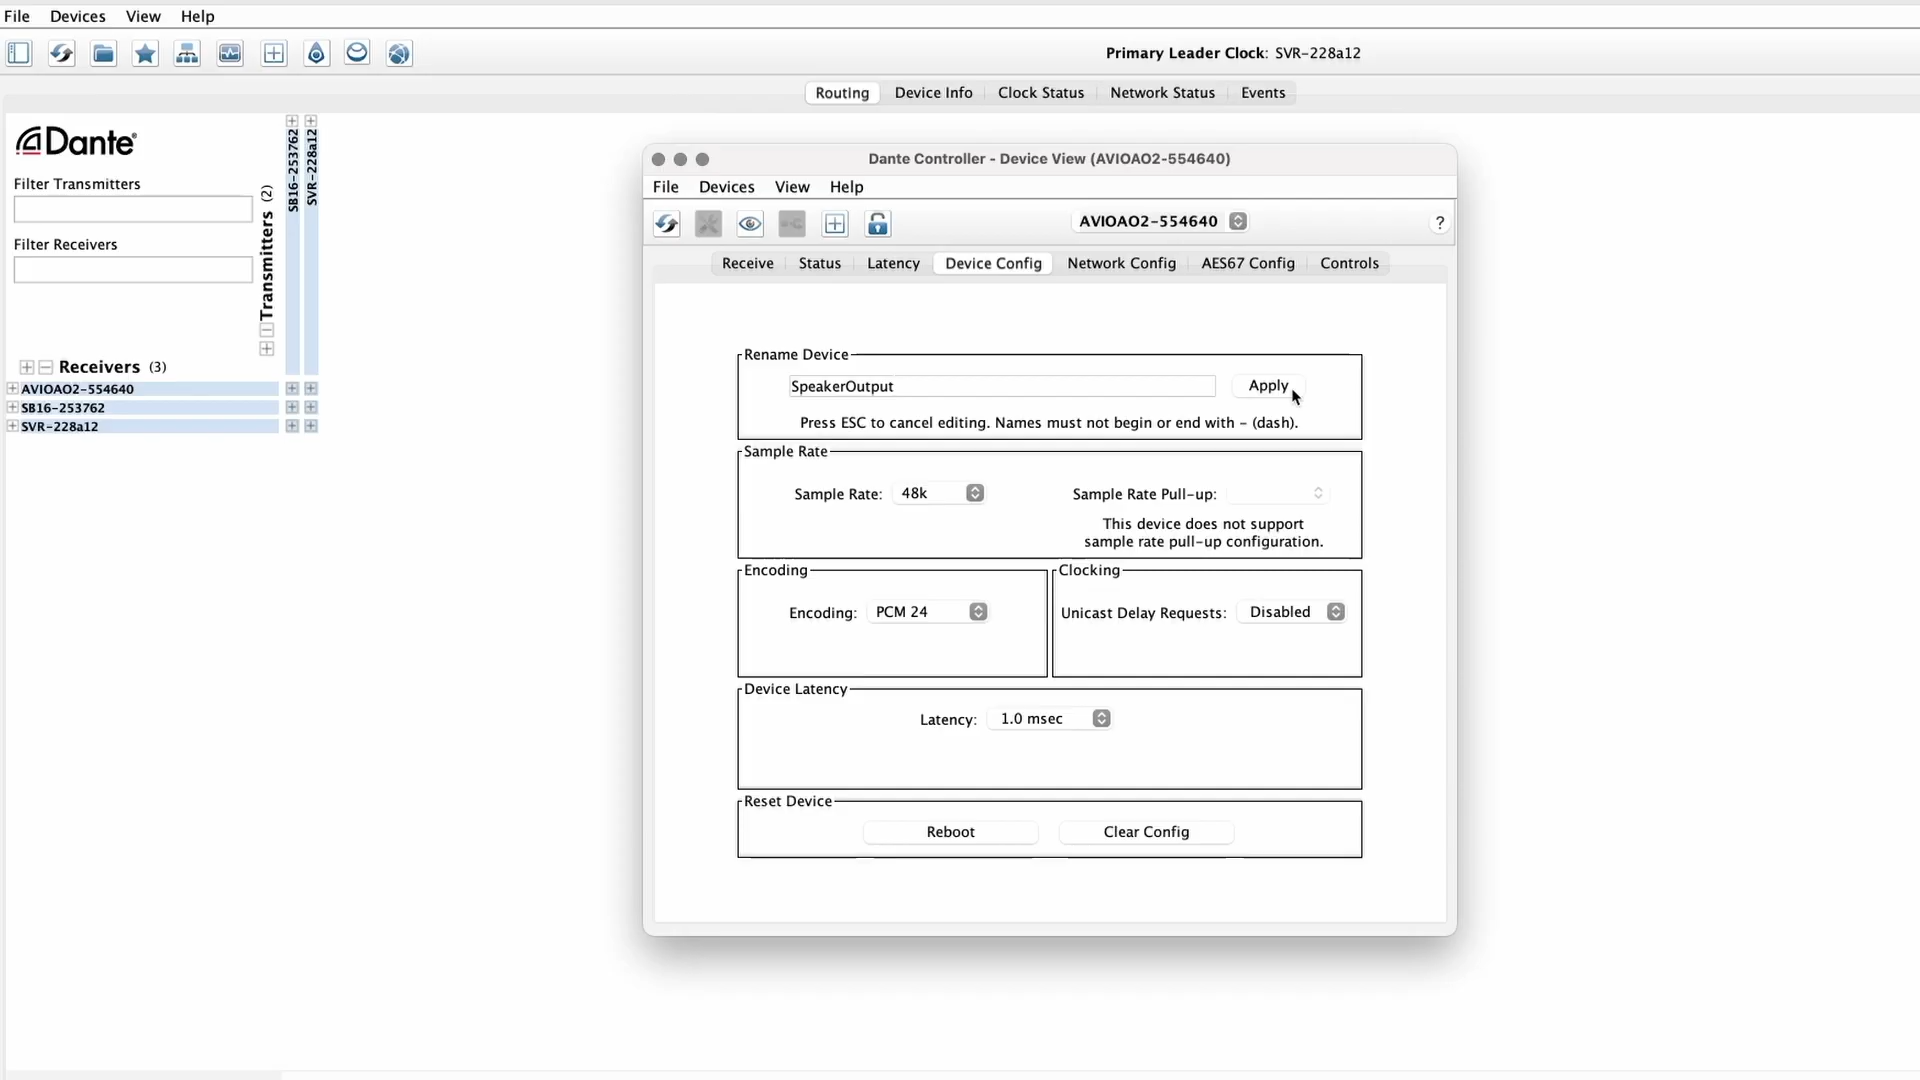 File Devices View Help
Primary Leader Clock: SVR-228a12
Routing Device Info Clock Status Network Status Events
Dante
Filter Transmitters
Filter Receivers
Transmitters (2)
SB16-253762
SVR-228a12
Receivers (3)
AVIOAO2-554640
SB16-253762
SVR-228a12
Dante Controller - Device View (AVIOAO2-554640)
File Devices View Help
AVIOAO2-554640
?
Receive Status Latency Device Config Network Config AES67 Config Controls
Rename Device
SpeakerOutput Apply
Press ESC to cancel editing. Names must not begin or end with - (dash).
Sample Rate
Sample Rate: 48k Sample Rate Pull-up:
This device does not support
sample rate pull-up configuration.
Encoding Clocking
Encoding: PCM 24 Unicast Delay Requests: Disabled
Device Latency
Latency: 1.0 msec
Reset Device
Reboot Clear Config